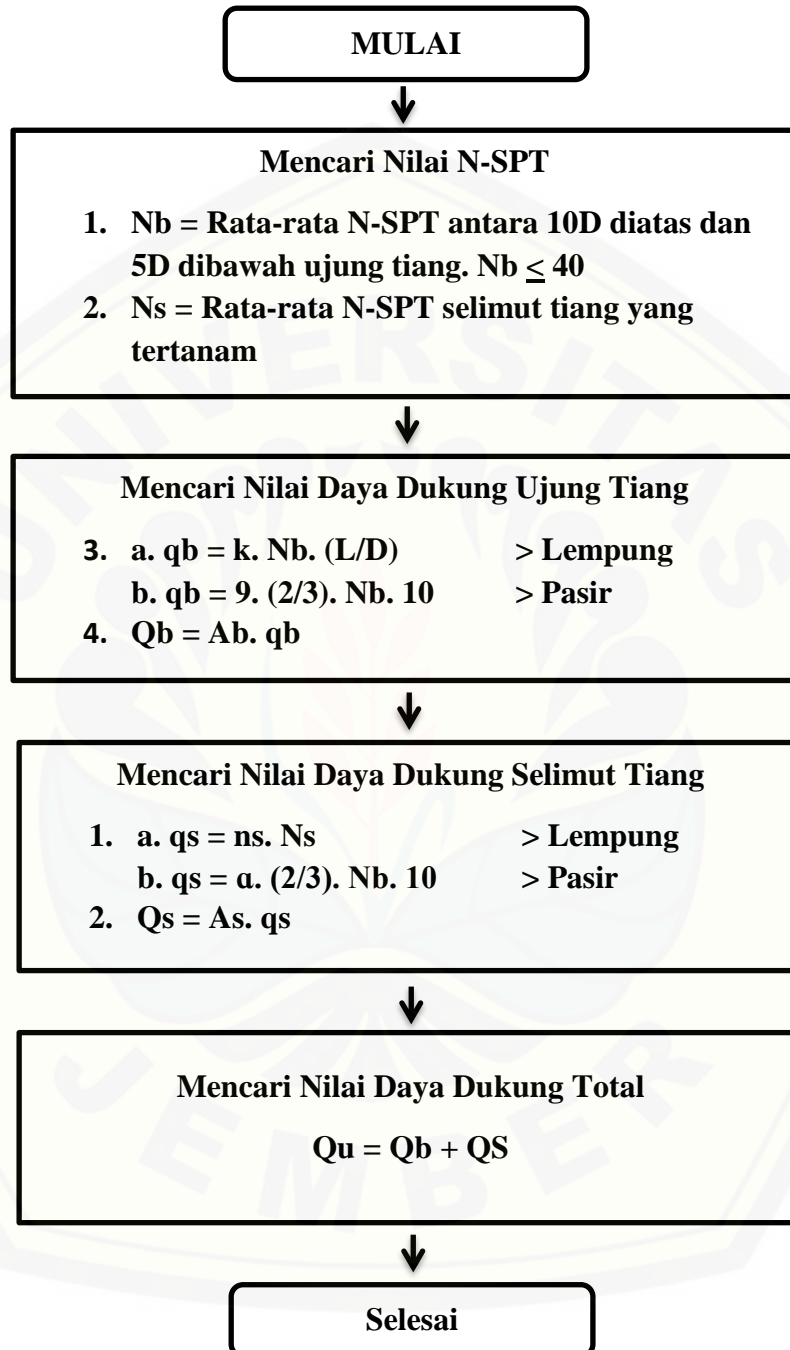 MULAI
Mencari Nilai N-SPT
1. Nb = Rata-rata N-SPT antara 10D diatas dan
5D dibawah ujung tiang. Nb ≤ 40
2. Ns = Rata-rata N-SPT selimut tiang yang
tertanam
Mencari Nilai Daya Dukung Ujung Tiang
3. a. qb = k. Nb. (L/D) > Lempung
b. qb = 9. (2/3). Nb. 10 > Pasir
4. Qb = Ab. qb
Mencari Nilai Daya Dukung Selimut Tiang
1. a. qs = ns. Ns > Lempung
b. qs = α. (2/3). Nb. 10 > Pasir
2. Qs = As. qs
Mencari Nilai Daya Dukung Total
Qu = Qb + QS
Selesai
UNIVERSITAS
JEMBER